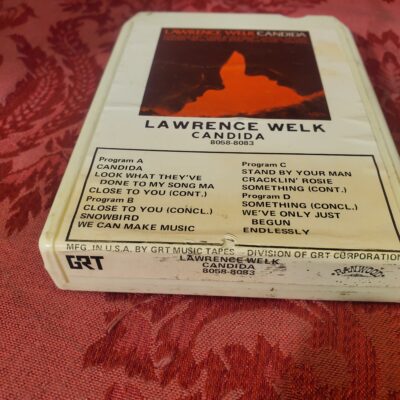 LAWRENCE WELK CANDIDA
LAWRENCE WELK
CANDIDA
8058-8083
Program A
CANDIDA
LOOK WHAT THEY'VE
DONE TO MY SONG MA
CLOSE TO YOU (CONT.)
Program B
CLOSE TO YOU (CONCL.)
SNOWBIRD
WE CAN MAKE MUSIC
Program C
STAND BY YOUR MAN
CRACKLIN' ROSIE
SOMETHING (CONT.)
Program D
SOMETHING (CONCL.)
WE'VE ONLY JUST
BEGUN
ENDLESSLY
MFG. IN U.S.A. BY GRT MUSIC TAPES DIVISION OF GRT CORPORATION
GRT
LAWRENCE WELK
CANDIDA
8058-8083
RANWOOD